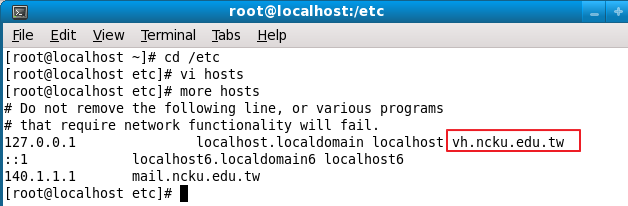 root@localhost:/etc
File Edit View Terminal Tabs Help
[root@localhost ~]# cd /etc
[root@localhost etc]# vi hosts
[root@localhost etc]# more hosts
# Do not remove the following line, or various programs
# that require network functionality will fail.
127.0.0.1 localhost.localdomain localhost vh.ncku.edu.tw
::1 localhost6.localdomain6 localhost6
140.1.1.1 mail.ncku.edu.tw
[root@localhost etc]#